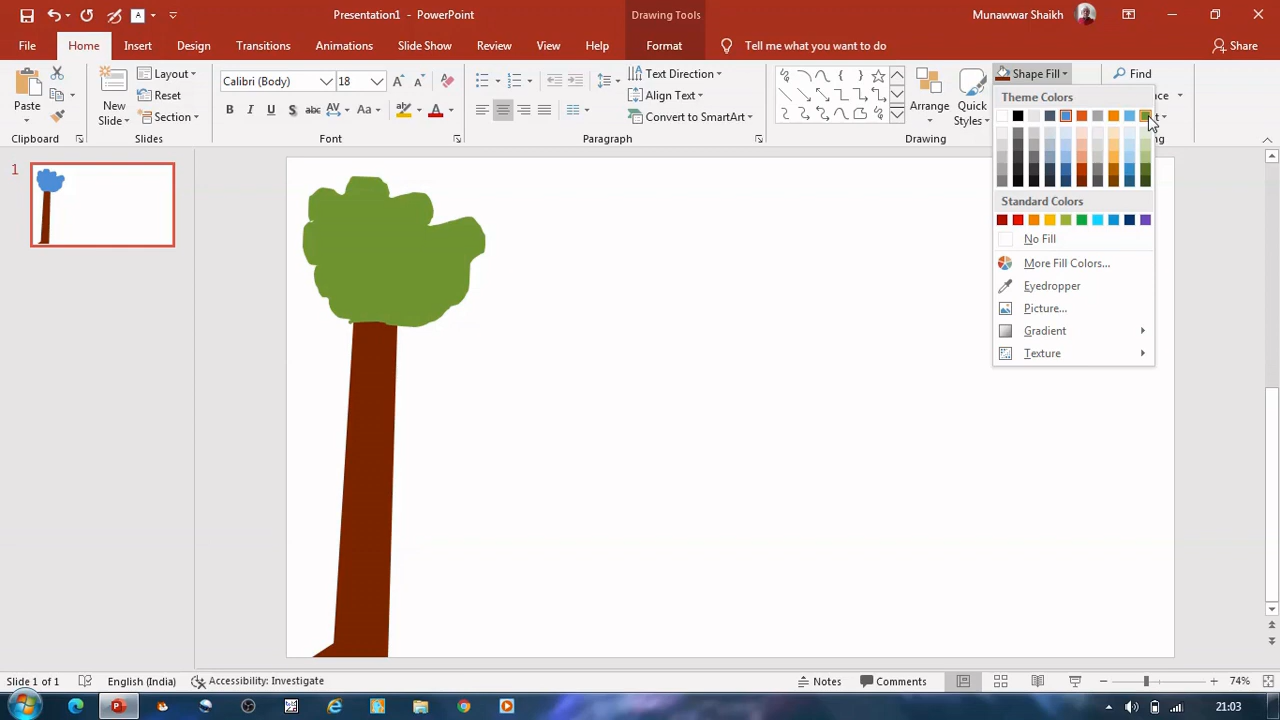 Presentation1 - PowerPoint
Drawing Tools
Munawwar Shaikh
File
Home
Insert
Design
Transitions
Animations
Slide Show
Review
View
Help
Format
Tell me what you want to do
Share
Paste
Clipboard
New Slide
Layout
Reset
Section
Slides
Calibri (Body)
18
B I U S abc AV Aa
A
Font
Text Direction
Align Text
Convert to SmartArt
Paragraph
Arrange
Quick Styles
Drawing
Shape Fill
Find
Theme Colors
Standard Colors
No Fill
More Fill Colors...
Eyedropper
Picture...
Gradient
Texture
1
Slide 1 of 1
English (India)
Accessibility: Investigate
Notes
Comments
74%
21:03